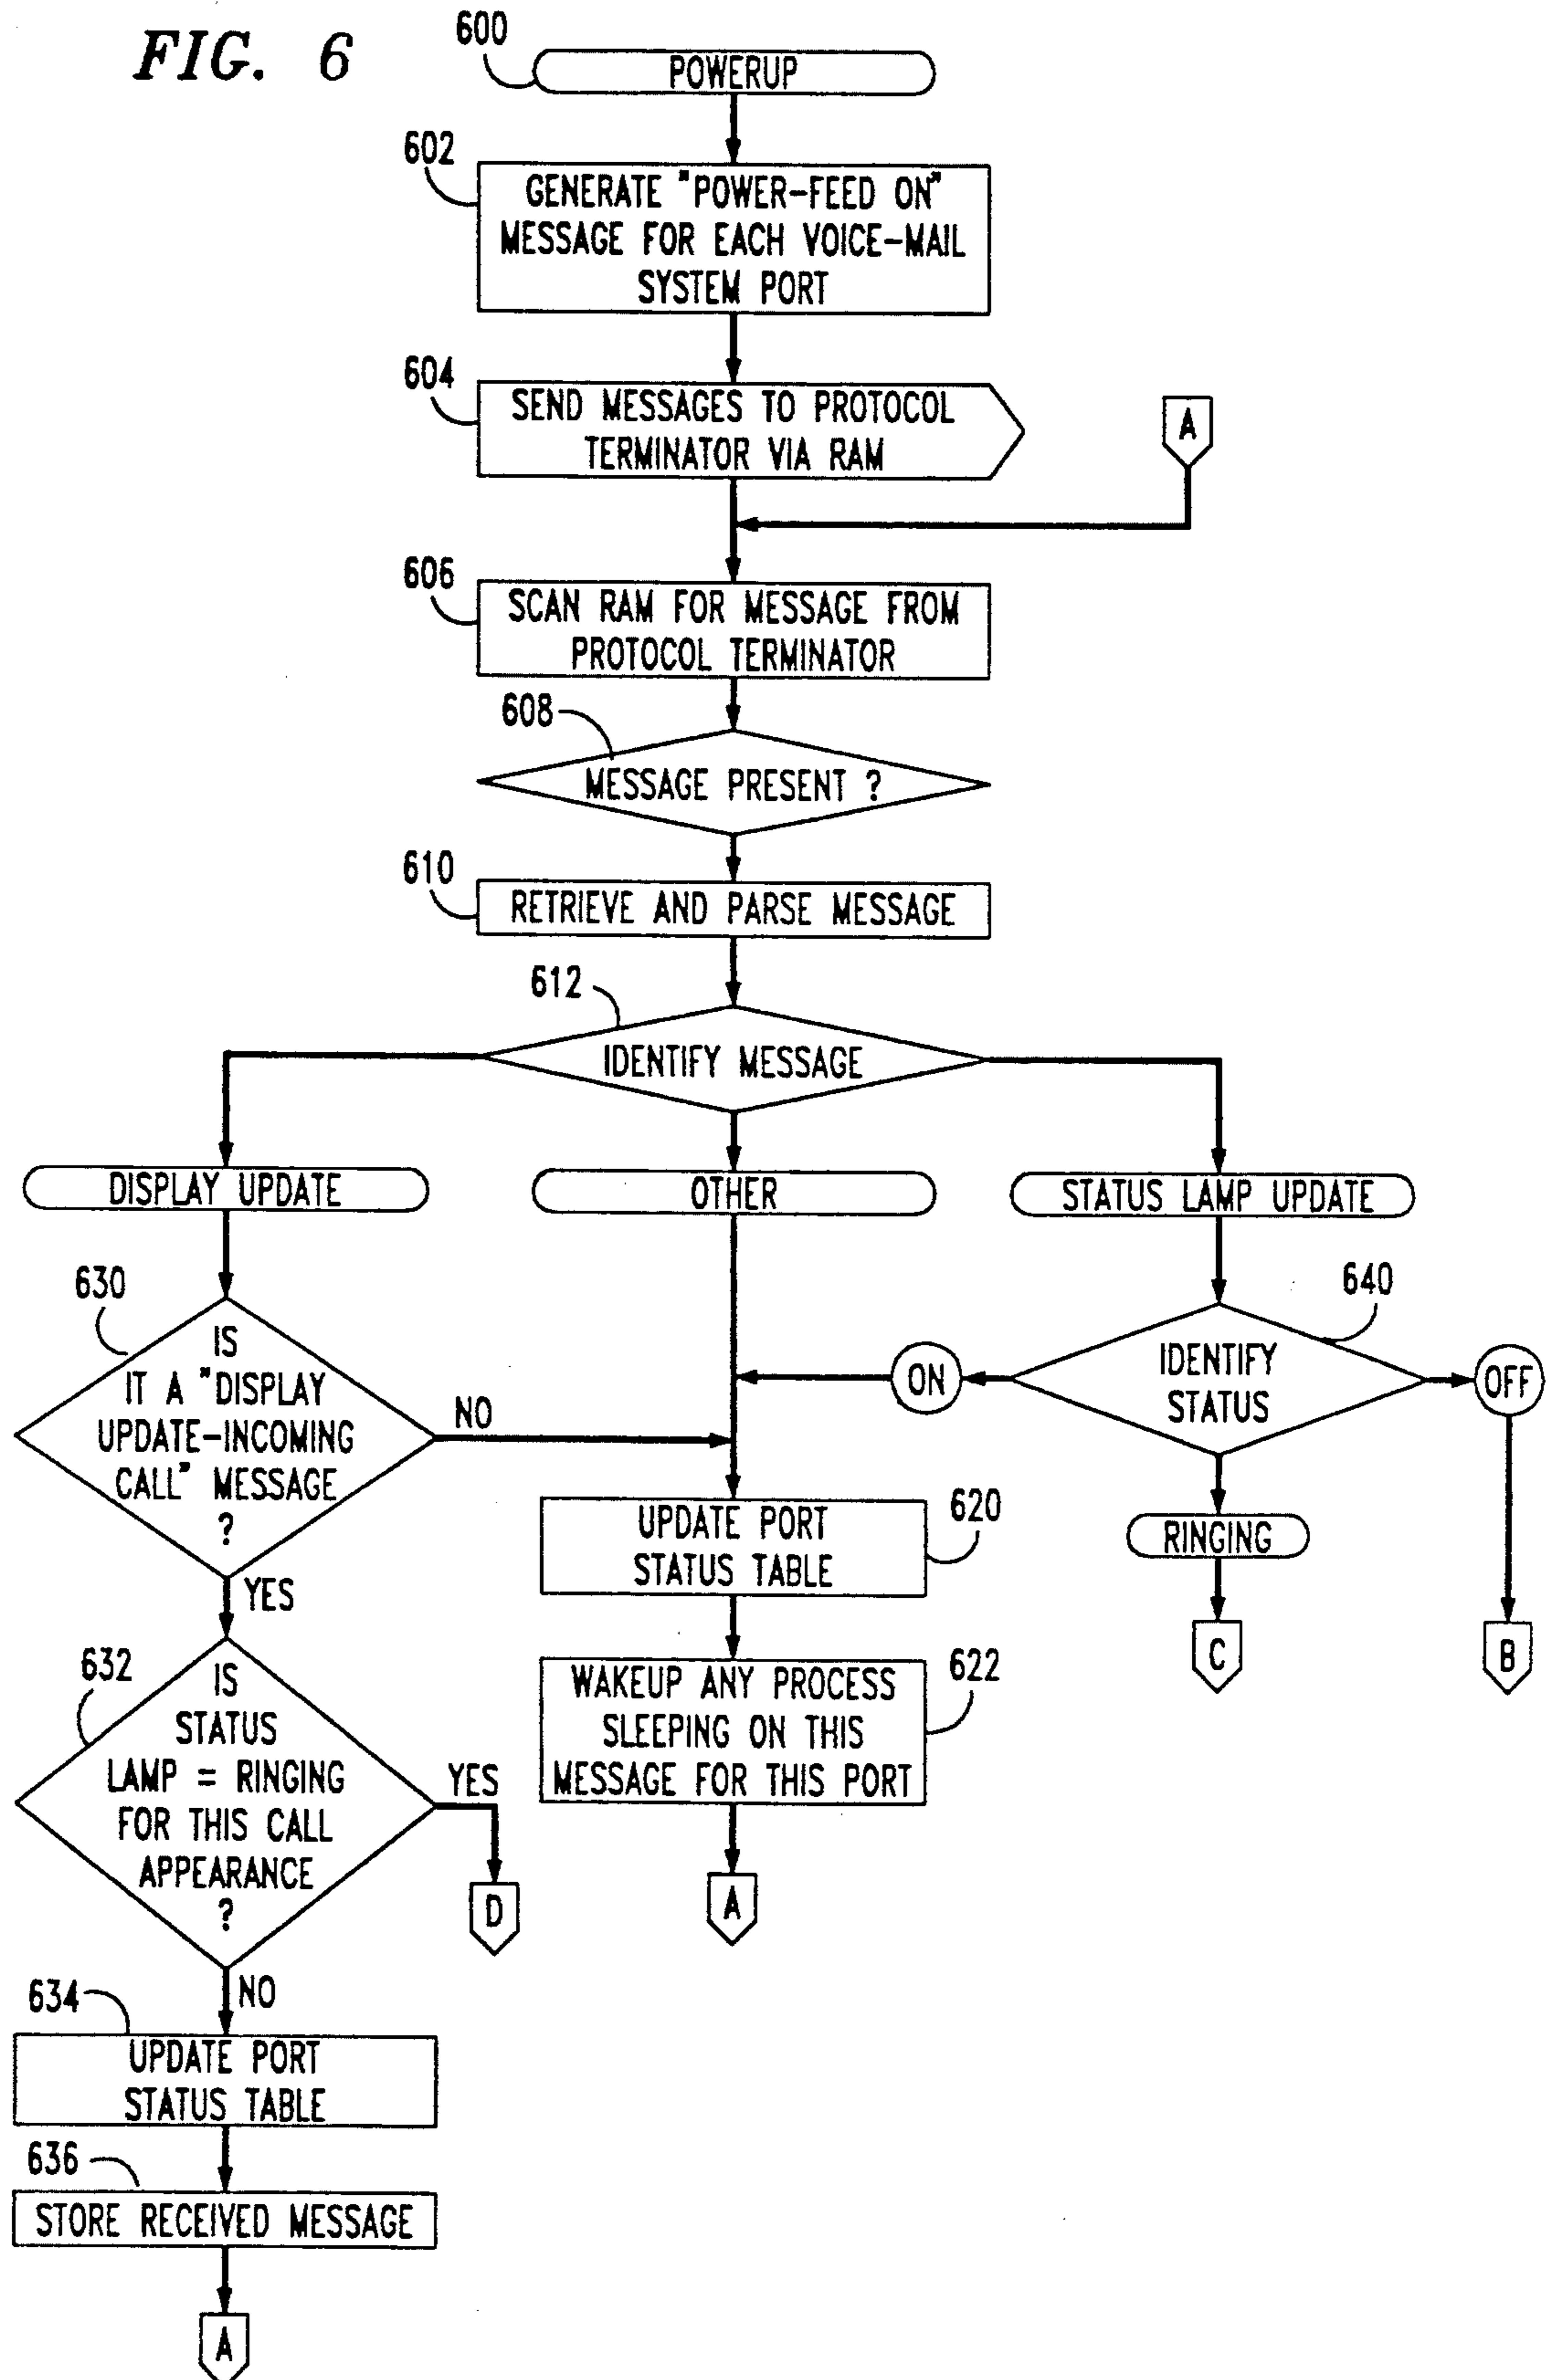 FIG. 6
600
POWERUP
602
GENERATE "POWER-FEED ON"
MESSAGE FOR EACH VOICE-MAIL
SYSTEM PORT
604
SEND MESSAGES TO PROTOCOL
TERMINATOR VIA RAM
A
606
SCAN RAM FOR MESSAGE FROM
PROTOCOL TERMINATOR
608
MESSAGE PRESENT ?
610
RETRIEVE AND PARSE MESSAGE
612
IDENTIFY MESSAGE
DISPLAY UPDATE
OTHER
STATUS LAMP UPDATE
630
IS
IT A "DISPLAY
UPDATE-INCOMING
CALL" MESSAGE
?
NO
YES
640
IDENTIFY
STATUS
ON
OFF
RINGING
C
B
620
UPDATE PORT
STATUS TABLE
622
WAKEUP ANY PROCESS
SLEEPING ON THIS
MESSAGE FOR THIS PORT
A
632
IS
STATUS
LAMP = RINGING
FOR THIS CALL
APPEARANCE
?
YES
D
NO
634
UPDATE PORT
STATUS TABLE
636
STORE RECEIVED MESSAGE
A